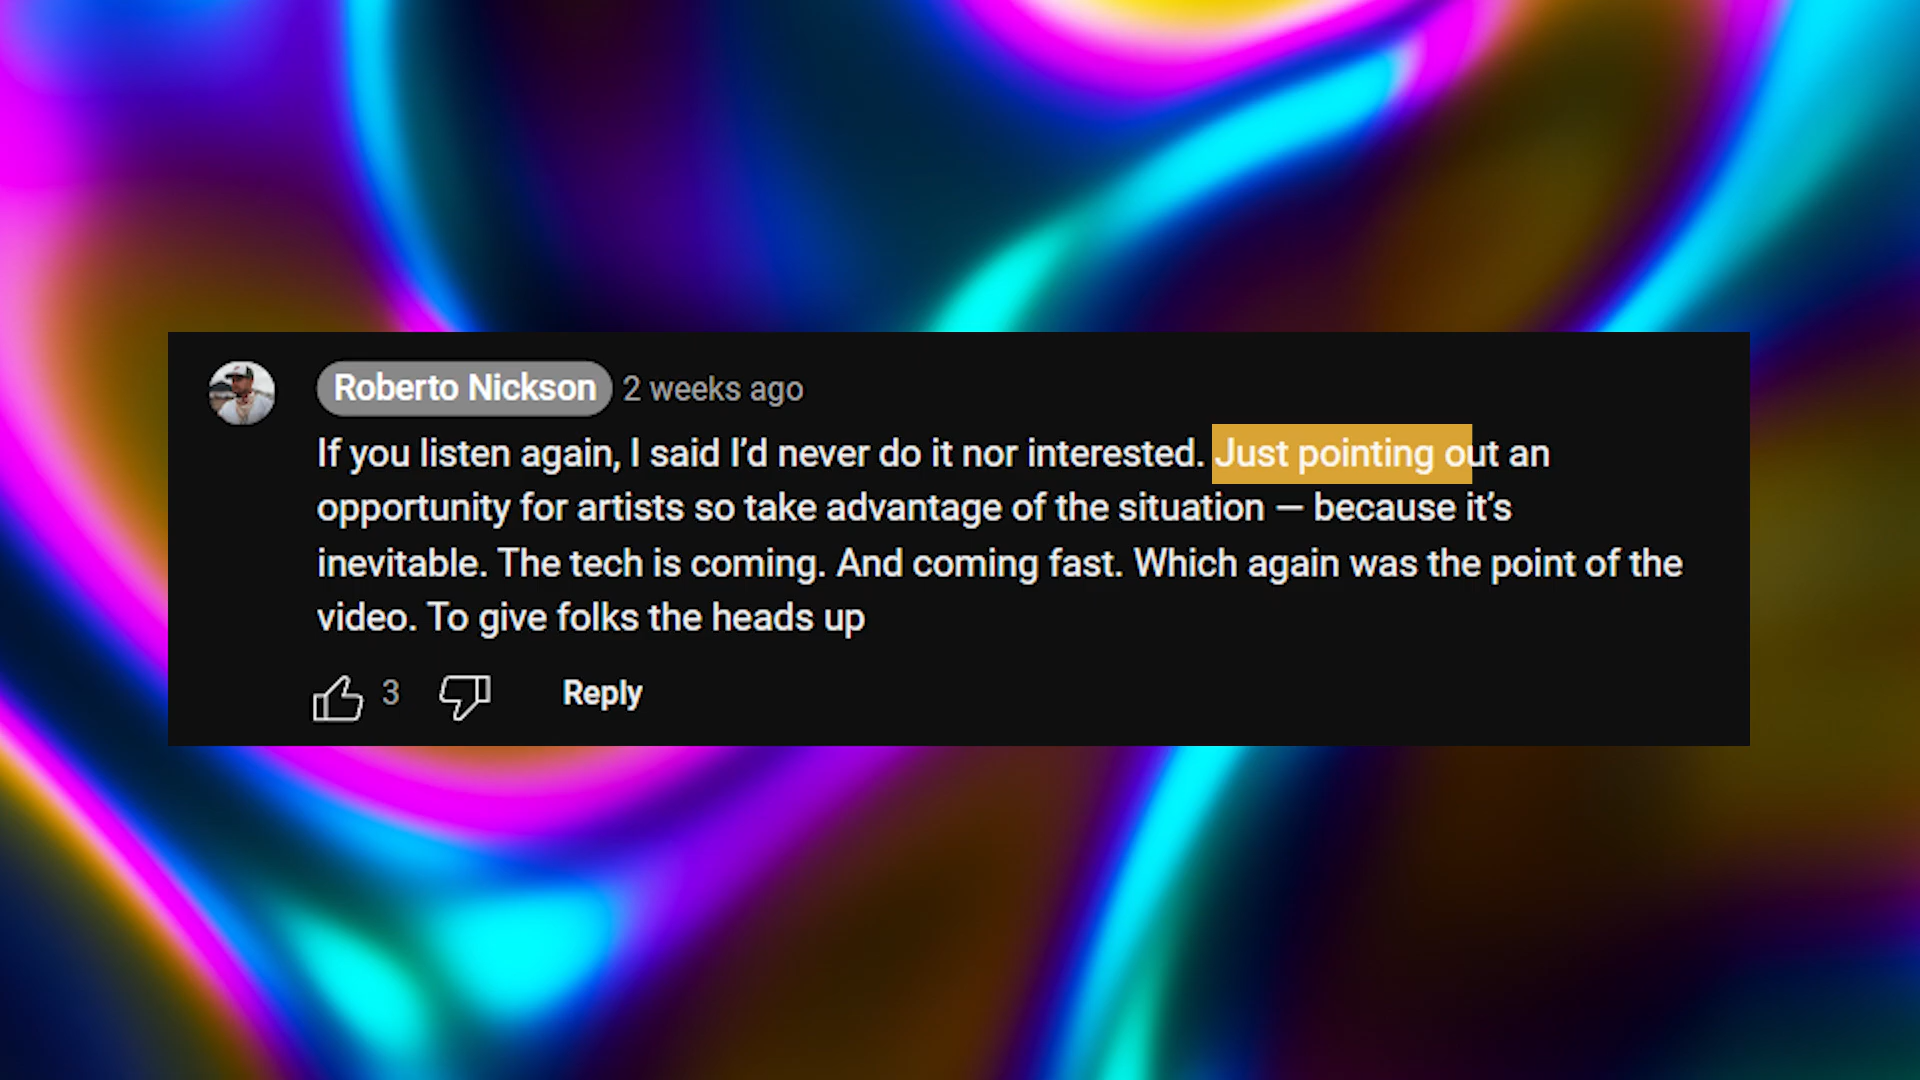 Roberto Nickson 2 weeks ago
If you listen again, I said I’d never do it nor interested. Just pointing out an
opportunity for artists so take advantage of the situation — because it’s
inevitable. The tech is coming. And coming fast. Which again was the point of the
video. To give folks the heads up
3 Reply